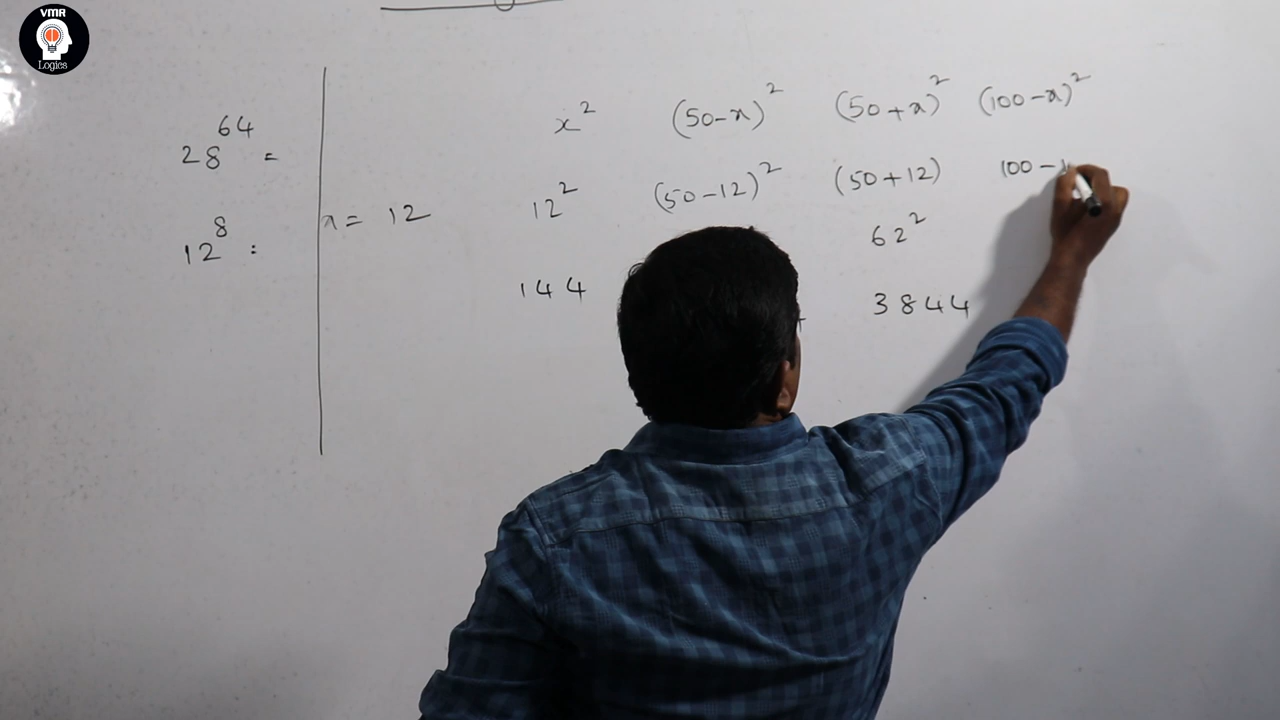 VMR
Logics
28^64 =
12^8 :
x = 12
x^2 (50-x)^2 (50+x)^2 (100-x)^2
12^2 (50-12)^2 (50+12) 100-
62^2
144 3844